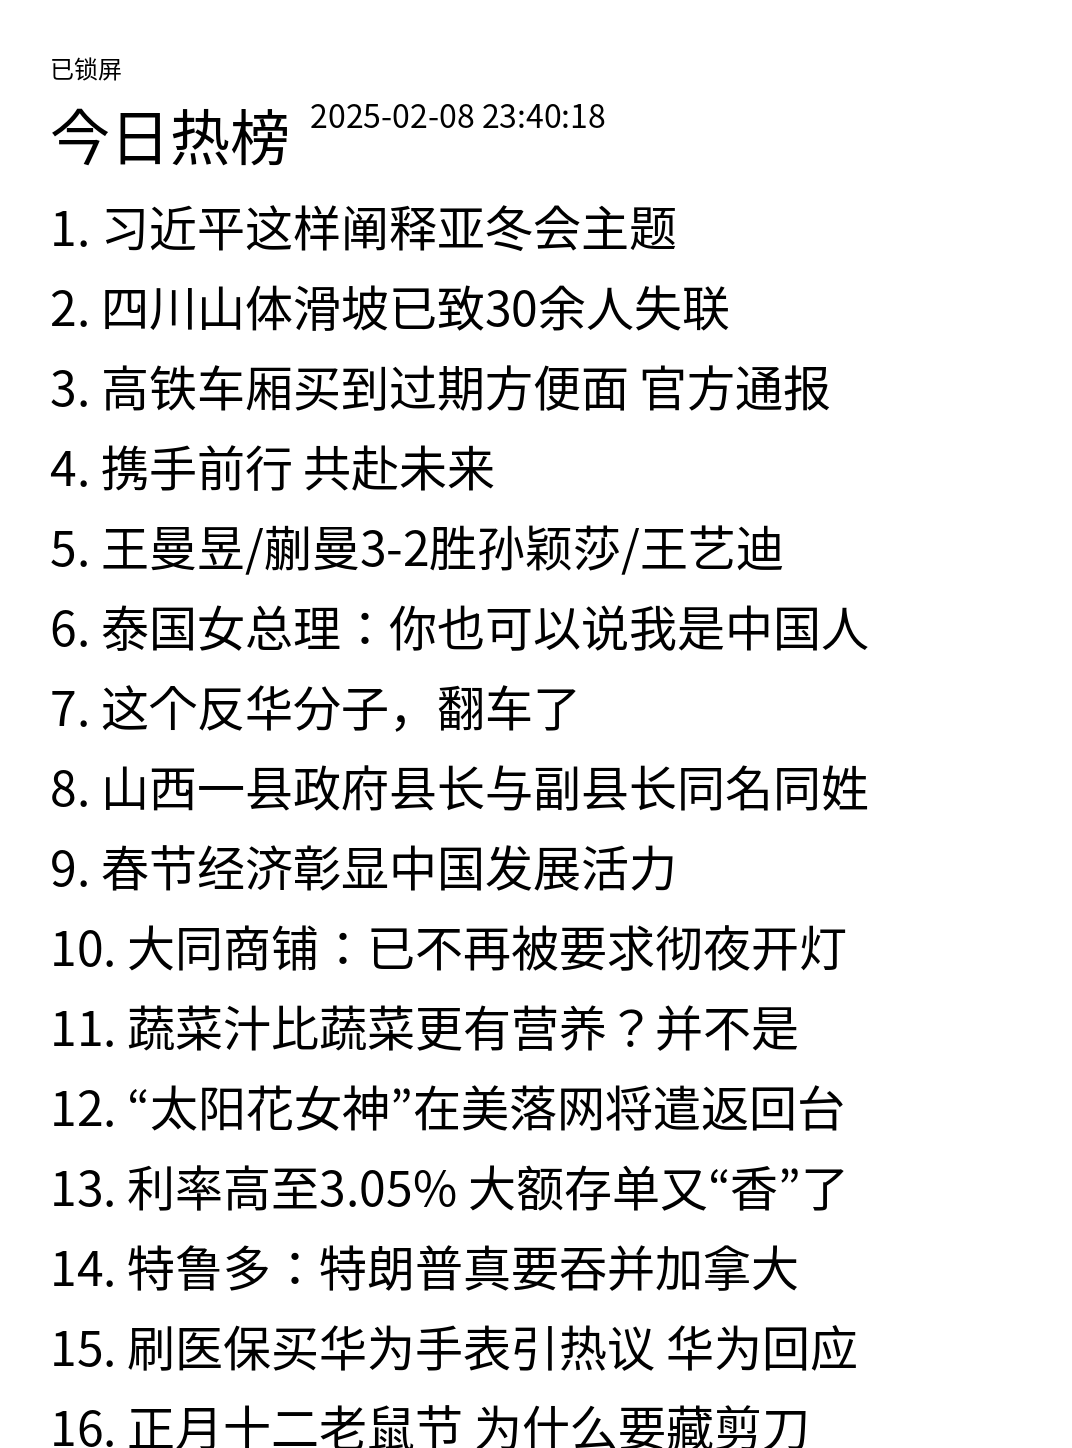 已锁屏
今日热榜 2025-02-08 23:40:18
1. 习近平这样阐释亚冬会主题
2. 四川山体滑坡已致30余人失联
3. 高铁车厢买到过期方便面 官方通报
4. 携手前行 共赴未来
5. 王曼昱/蒯曼3-2胜孙颖莎/王艺迪
6. 泰国女总理：你也可以说我是中国人
7. 这个反华分子，翻车了
8. 山西一县政府县长与副县长同名同姓
9. 春节经济彰显中国发展活力
10. 大同商铺：已不再被要求彻夜开灯
11. 蔬菜汁比蔬菜更有营养？并不是
12. “太阳花女神”在美落网将遣返回台
13. 利率高至3.05% 大额存单又“香”了
14. 特鲁多：特朗普真要吞并加拿大
15. 刷医保买华为手表引热议 华为回应
16. 正月十二老鼠节 为什么要藏剪刀